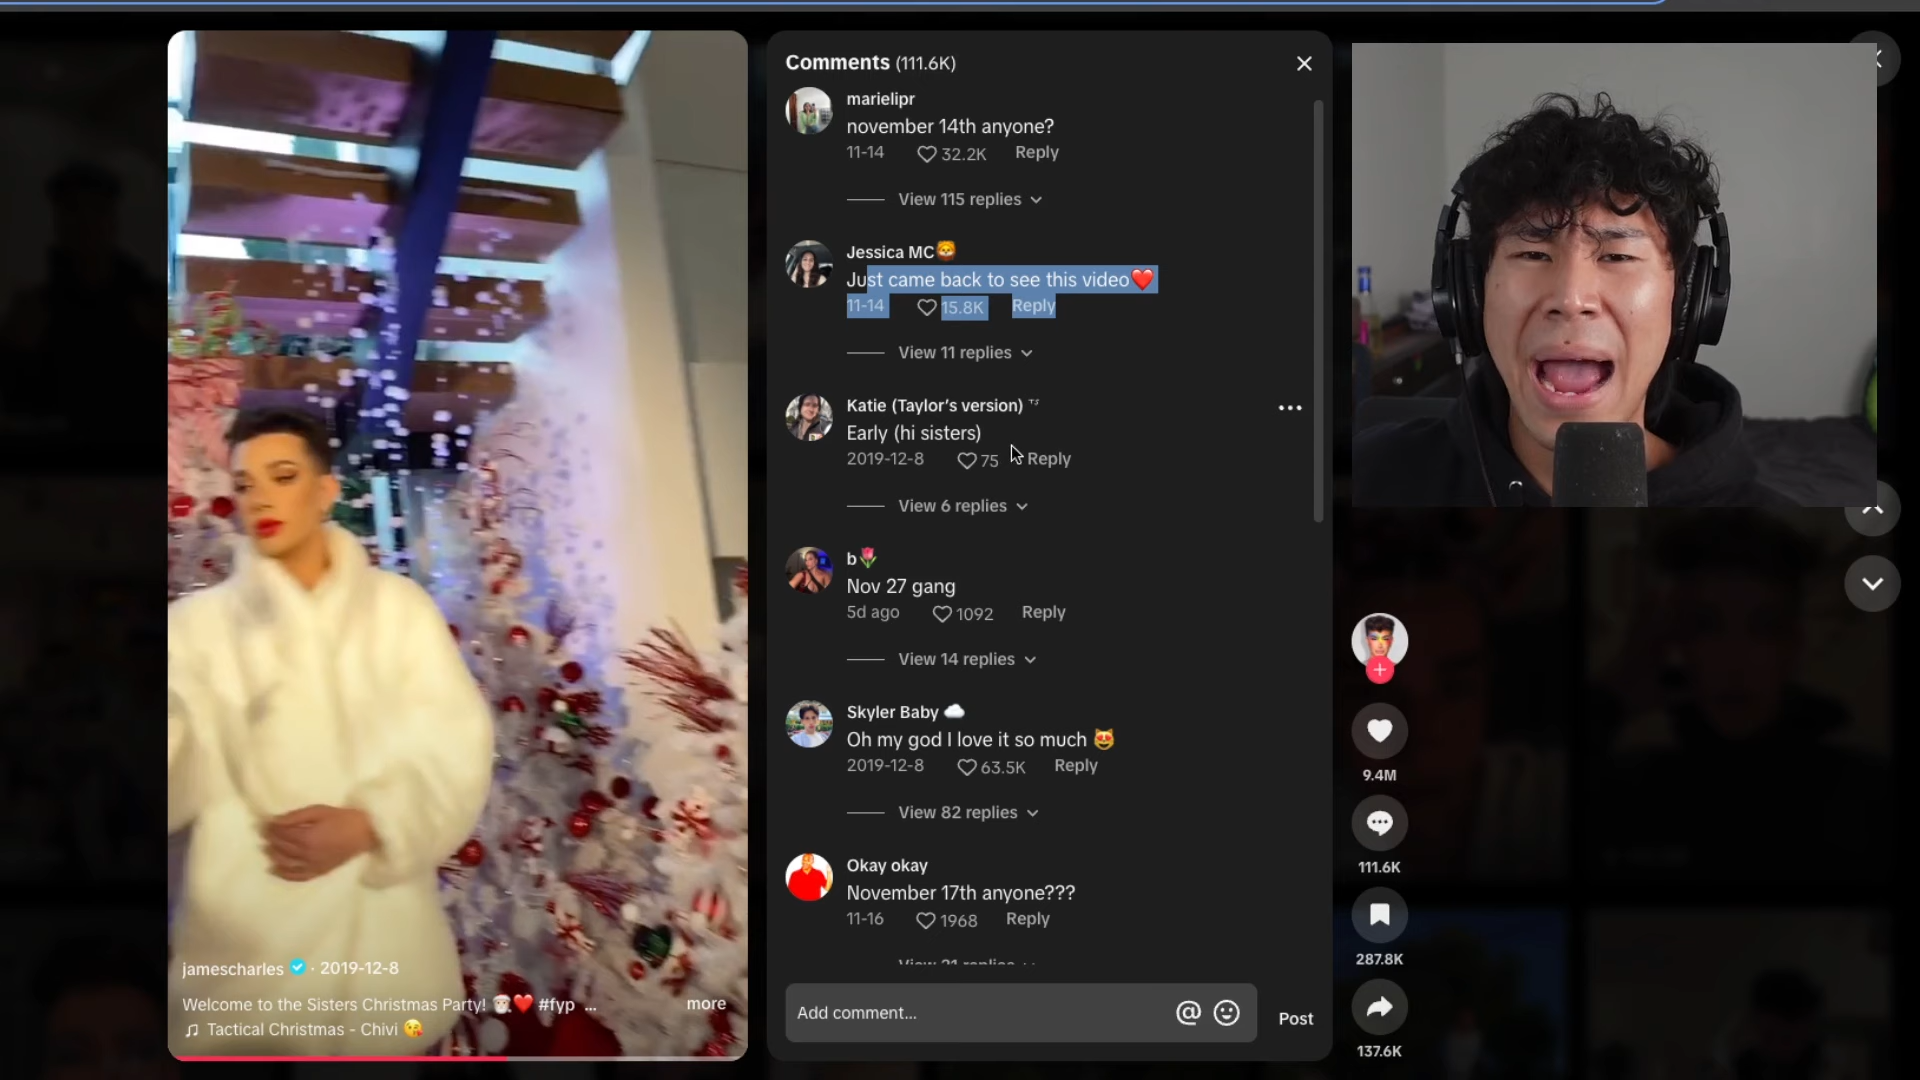 Comments (111.6K)
marielipr
november 14th anyone?
11-14 32.2K Reply
View 115 replies
Jessica MC🦁
Just came back to see this video❤️
11-14 15.8K Reply
View 11 replies
Katie (Taylor's version) ᵀˢ
Early (hi sisters)
2019-12-8 75 Reply
View 6 replies
b🌷
Nov 27 gang
5d ago 1092 Reply
View 14 replies
Skyler Baby ☁️
Oh my god I love it so much 😻
2019-12-8 63.5K Reply
View 82 replies
Okay okay
November 17th anyone???
11-16 1968 Reply
View 21 replies
Add comment... @
Post
jamescharles · 2019-12-8
Welcome to the Sisters Christmas Party! 🎅❤️ #fyp ... more
Tactical Christmas - Chivi 😘
9.4M
111.6K
287.8K
137.6K